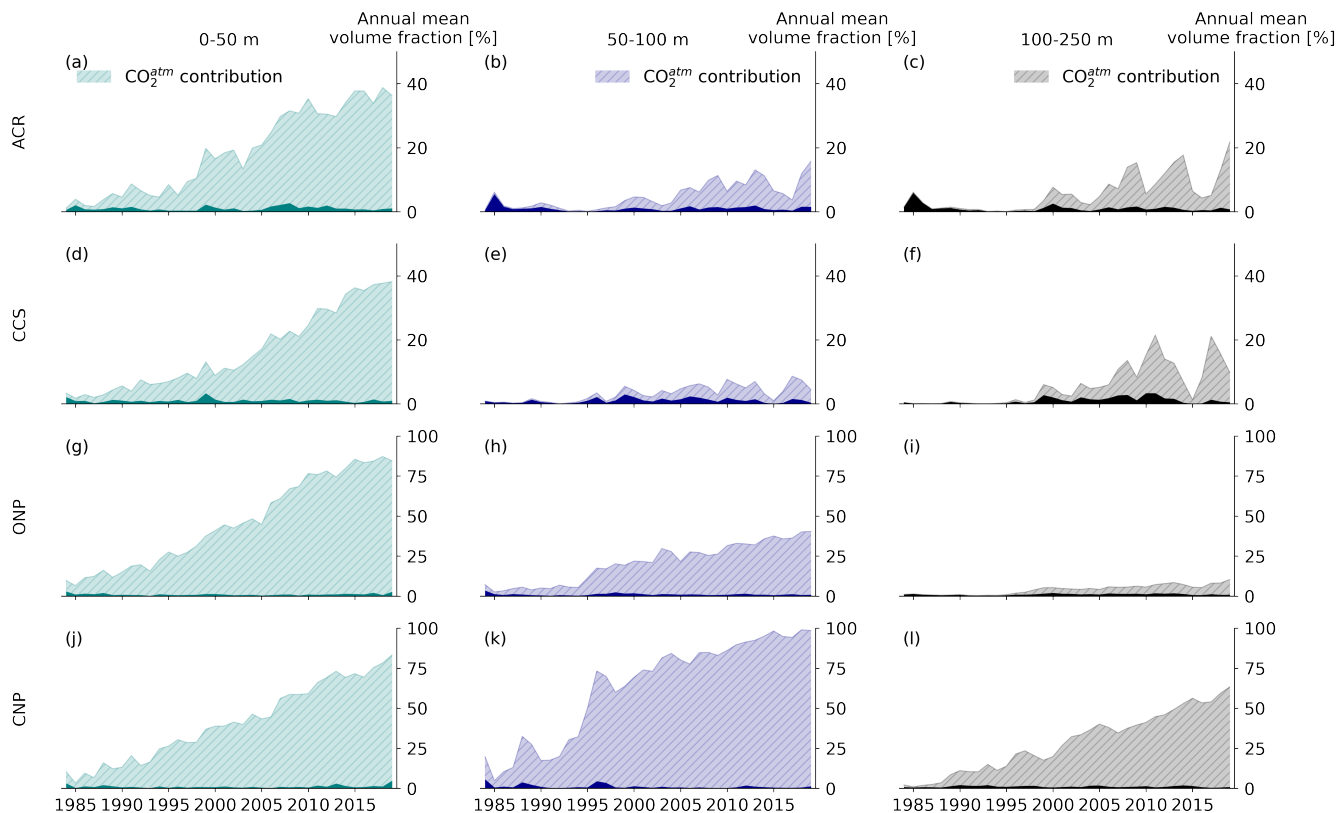 0-50 m
Annual mean
volume fraction [%]
50-100 m
Annual mean
volume fraction [%]
100-250 m
Annual mean
volume fraction [%]
ACR
(a)
CO₂ᵃᵗᵐ contribution
40
20
0
(b)
CO₂ᵃᵗᵐ contribution
40
20
0
(c)
CO₂ᵃᵗᵐ contribution
40
20
0
CCS
(d)
40
20
0
(e)
40
20
0
(f)
40
20
0
ONP
(g)
100
75
50
25
0
(h)
100
75
50
25
0
(i)
100
75
50
25
0
CNP
(j)
100
75
50
25
0
(k)
100
75
50
25
0
(l)
100
75
50
25
0
1985 1990 1995 2000 2005 2010 2015
1985 1990 1995 2000 2005 2010 2015
1985 1990 1995 2000 2005 2010 2015